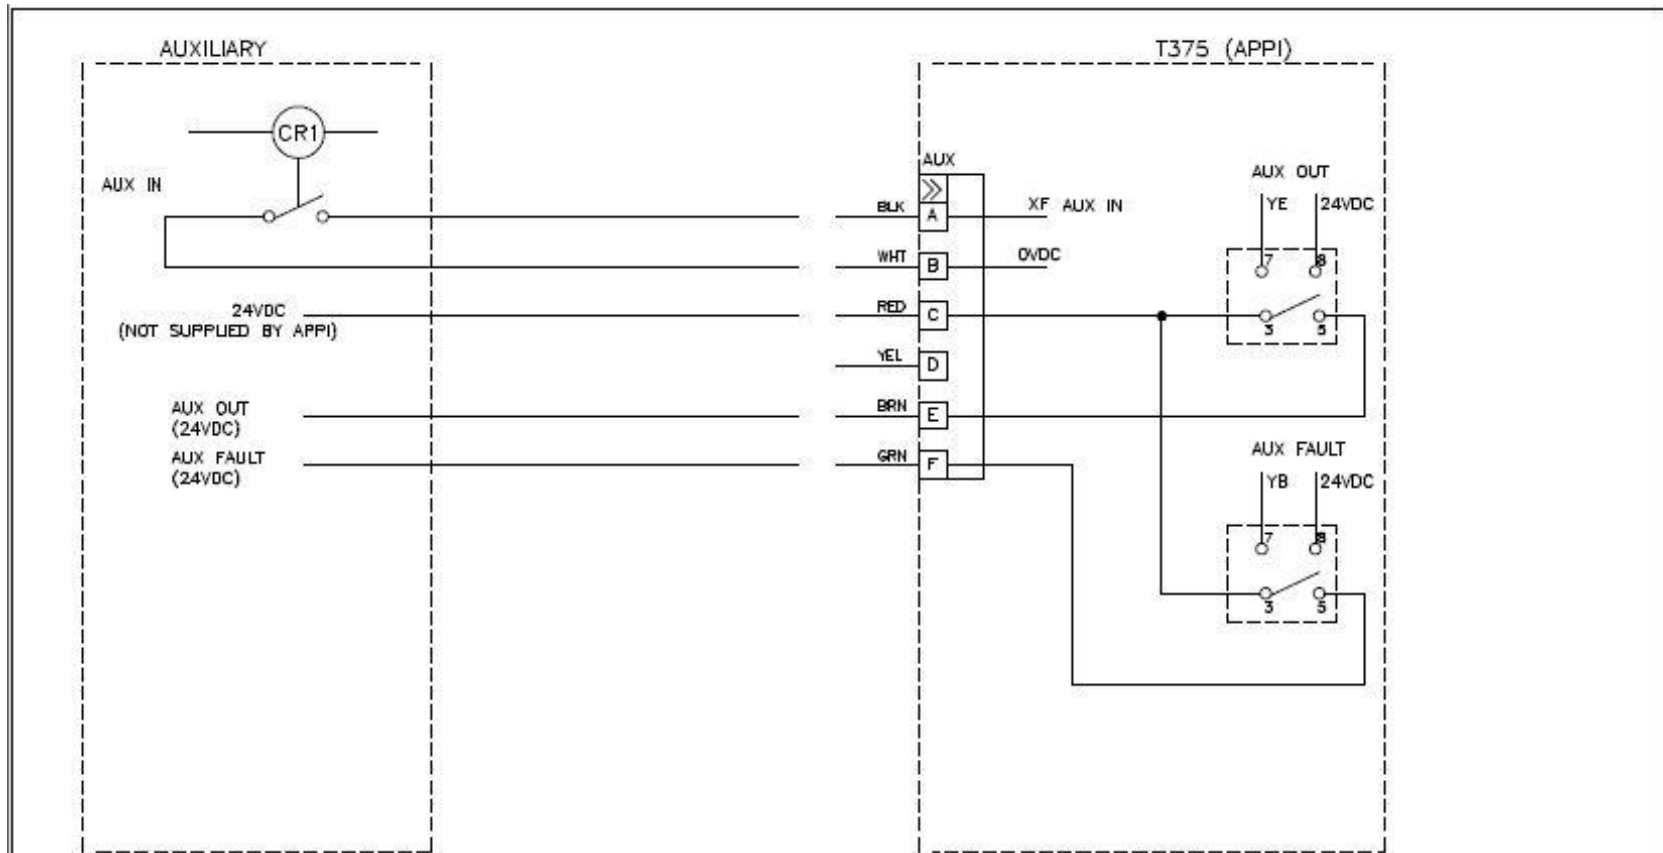 AUXILIARY
T375 (APPI)
CR1
AUX IN
AUX
AUX OUT
YE 24VDC
BLK A XF AUX IN
7 8
WHT B 0VDC
24VDC
(NOT SUPPLIED BY APPI)
RED C
3 5
YEL D
AUX OUT
(24VDC)
BRN E
AUX FAULT
(24VDC)
GRN F
AUX FAULT
YB 24VDC
7 8
3 5